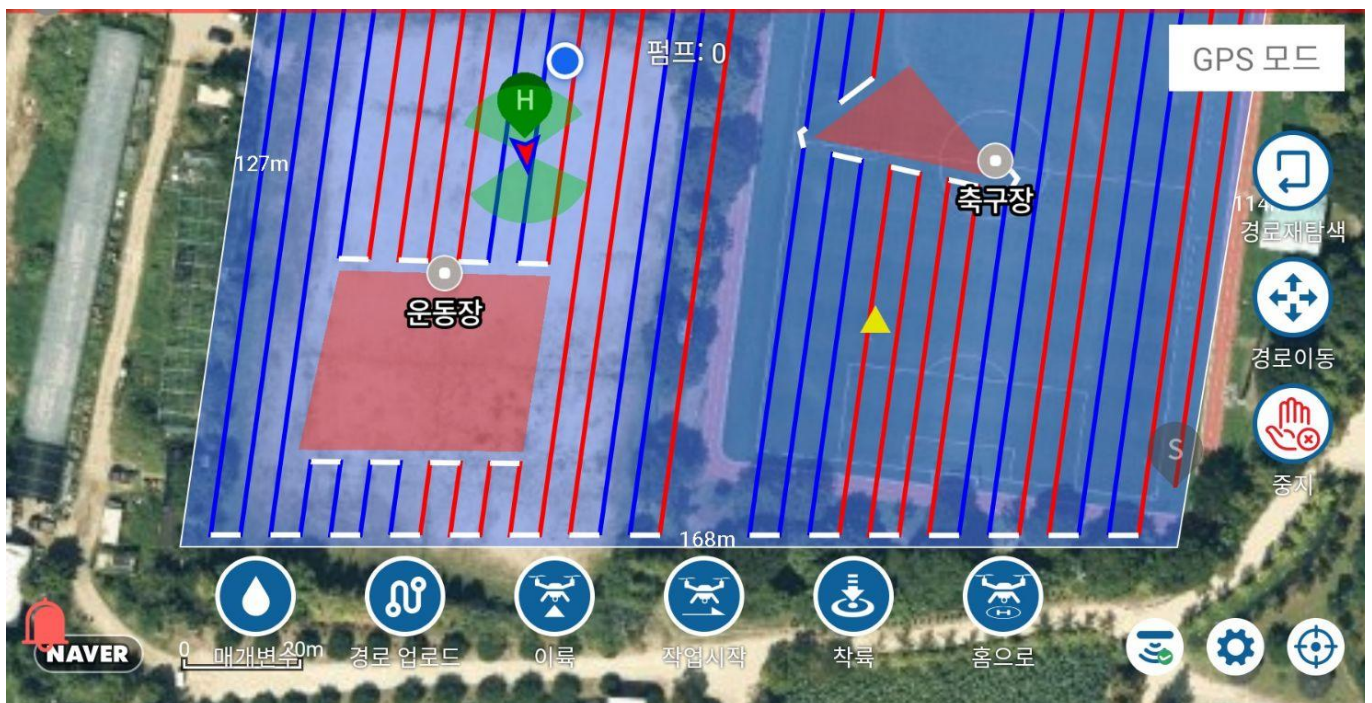 펌프: 0
GPS 모드
H
127m
축구장
114m
경로재탐색
운동장
경로이동
S
중지
168m
NAVER
0 20m
매개변수
경로 업로드
이륙
작업시작
착륙
홈으로